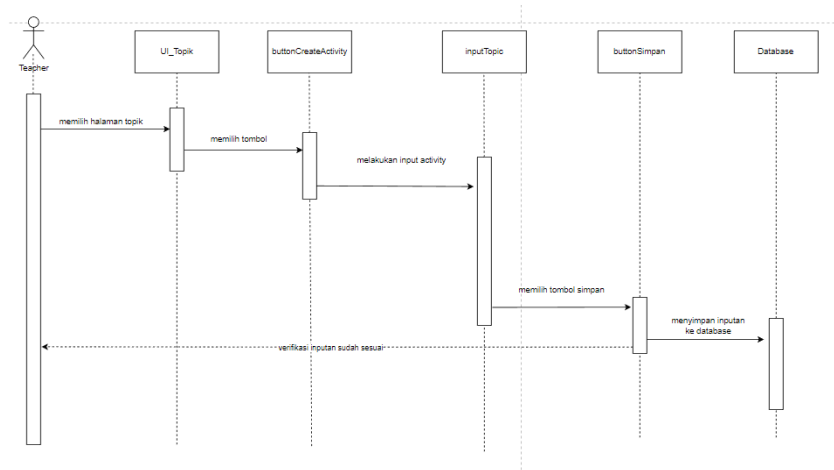 Teacher
UI_Topik
buttonCreateActivity
inputTopic
buttonSimpan
Database
memilih halaman topik
memilih tombol
melakukan input activity
memilih tombol simpan
menyimpan inputan
ke database
verifikasi inputan sudah sesuai